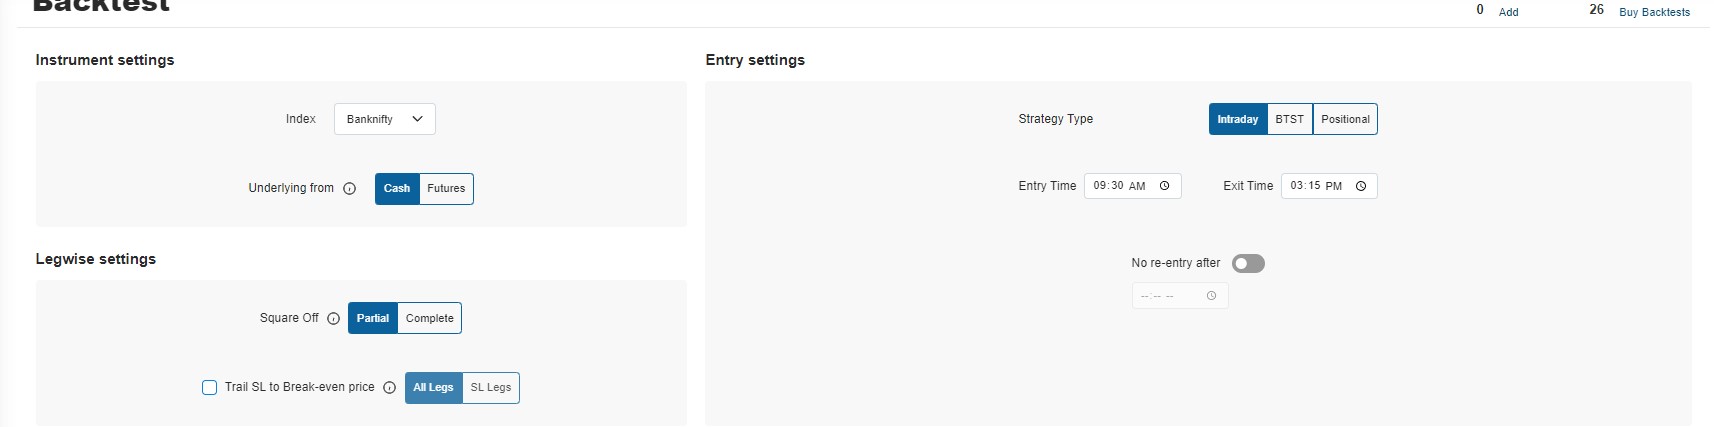 Backtest
0 Add 26 Buy Backtests
Instrument settings
Index Banknifty
Underlying from Cash Futures
Legwise settings
Square Off Partial Complete
Trail SL to Break-even price All Legs SL Legs
Entry settings
Strategy Type Intraday BTST Positional
Entry Time 09:30 AM Exit Time 03:15 PM
No re-entry after
--:-- --